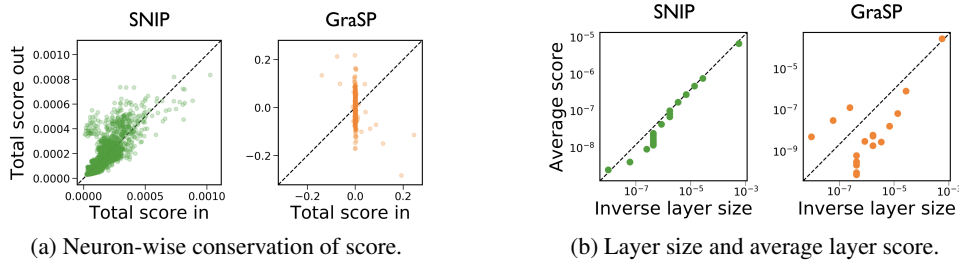 SNIP
GraSP
SNIP
GraSP
Total score out
0.0010
0.0008
0.0006
0.0004
0.0002
0.0000
0.0000
0.0005
0.0010
Total score in
0.2
0.0
−0.2
−0.2
0.0
0.2
Total score in
Average score
10⁻⁵
10⁻⁶
10⁻⁷
10⁻⁸
10⁻⁷
10⁻⁵
10⁻³
Inverse layer size
10⁻⁵
10⁻⁷
10⁻⁹
10⁻⁷
10⁻⁵
10⁻³
Inverse layer size
(a) Neuron-wise conservation of score.
(b) Layer size and average layer score.